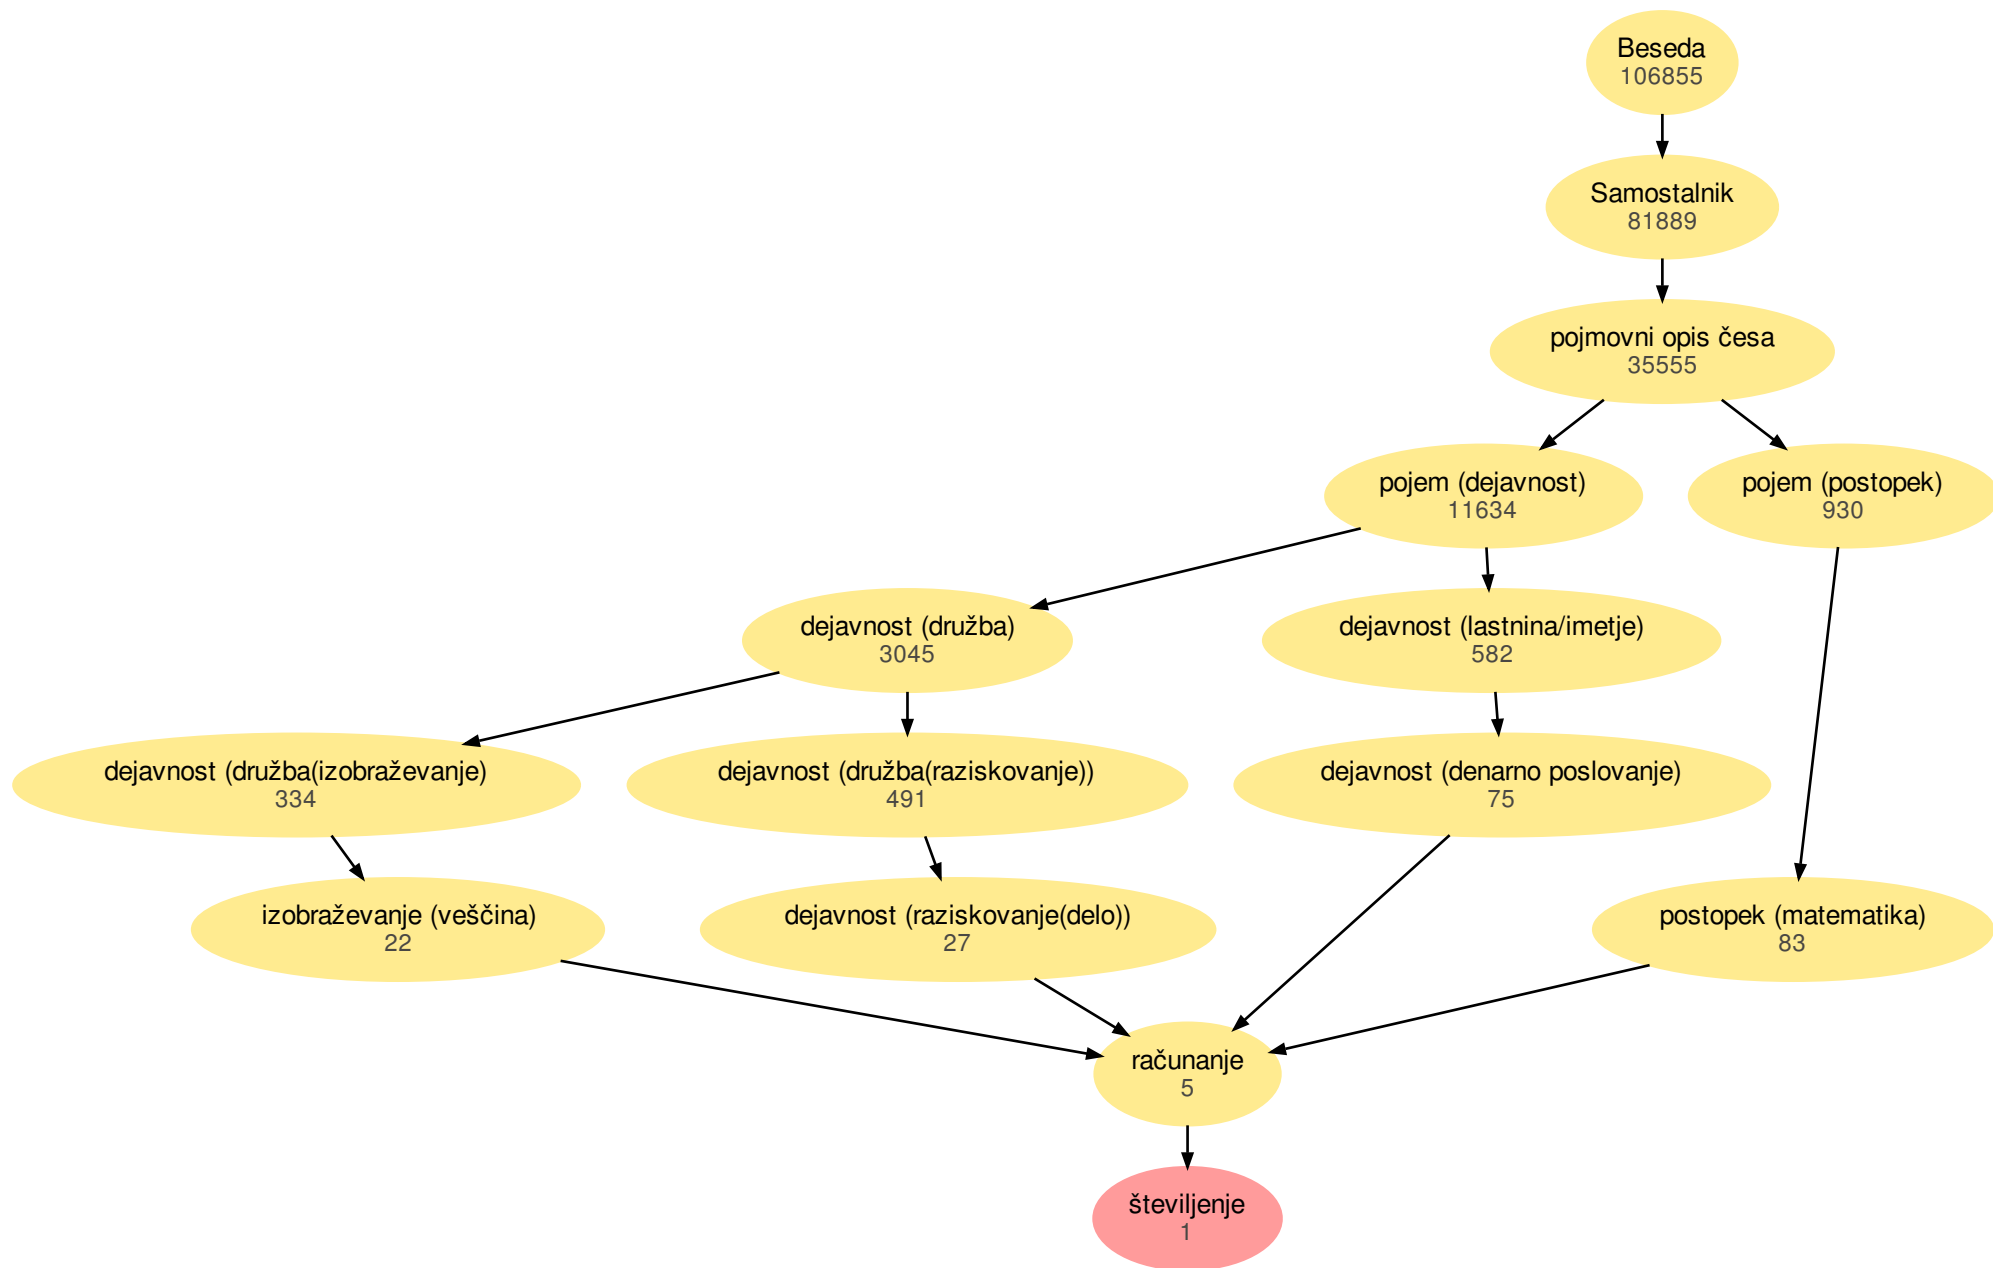 Beseda
106855
Samostalnik
81889
pojmovni opis česa
35555
pojem (dejavnost)
11634
pojem (postopek)
930
dejavnost (družba)
3045
dejavnost (lastnina/imetje)
582
dejavnost (družba(izobraževanje)
334
dejavnost (družba(raziskovanje))
491
dejavnost (denarno poslovanje)
75
izobraževanje (veščina)
22
dejavnost (raziskovanje(delo))
27
postopek (matematika)
83
računanje
5
številjenje
1